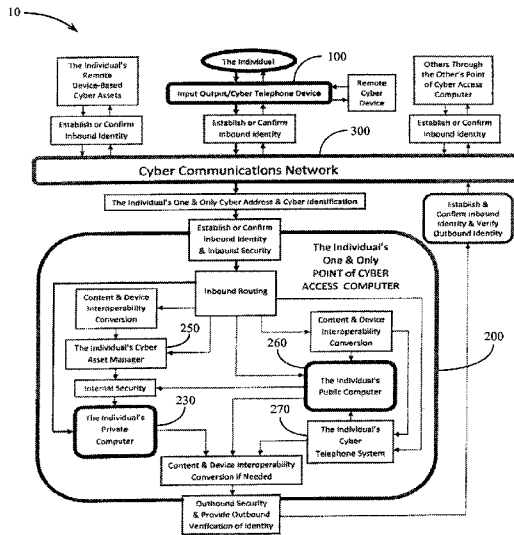 10
The Individual
100
The Individual's
Remote
Device-Based
Cyber Assets
Input Output/Cyber Telephone Device
Remote
Cyber
Device
Others Through
the Other's Point
of Cyber Access
Computer
Establish or Confirm
Inbound Identity
Establish or Confirm
Inbound Identity
Establish or Confirm
Inbound Identity
300
Cyber Communications Network
The Individual's One & Only Cyber Address & Cyber Identification
Establish &
Confirm Inbound
Identity & Verify
Outbound Identity
Establish or Confirm
Inbound Identity
& Inbound Security
The Individual's
One & Only
POINT of CYBER
ACCESS COMPUTER
Inbound Routing
Content & Device
Interoperability
Conversion
250
Content & Device
Interoperability
Conversion
200
The Individual's Cyber
Asset Manager
260
Internal Security
230
The Individual's
Public Computer
270
The Individual's
Private
Computer
The Individual's
Cyber
Telephone System
Content & Device Interoperability
Conversion if Needed
Outbound Security
& Provide Outbound
Verification of Identity